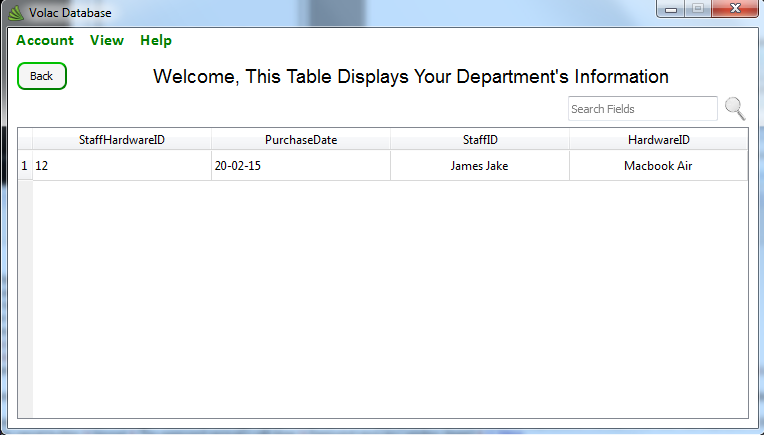 Volac Database
Account View Help
Back
Welcome, This Table Displays Your Department's Information
Search Fields
StaffHardwareID PurchaseDate StaffID HardwareID
1 12 20-02-15 James Jake Macbook Air